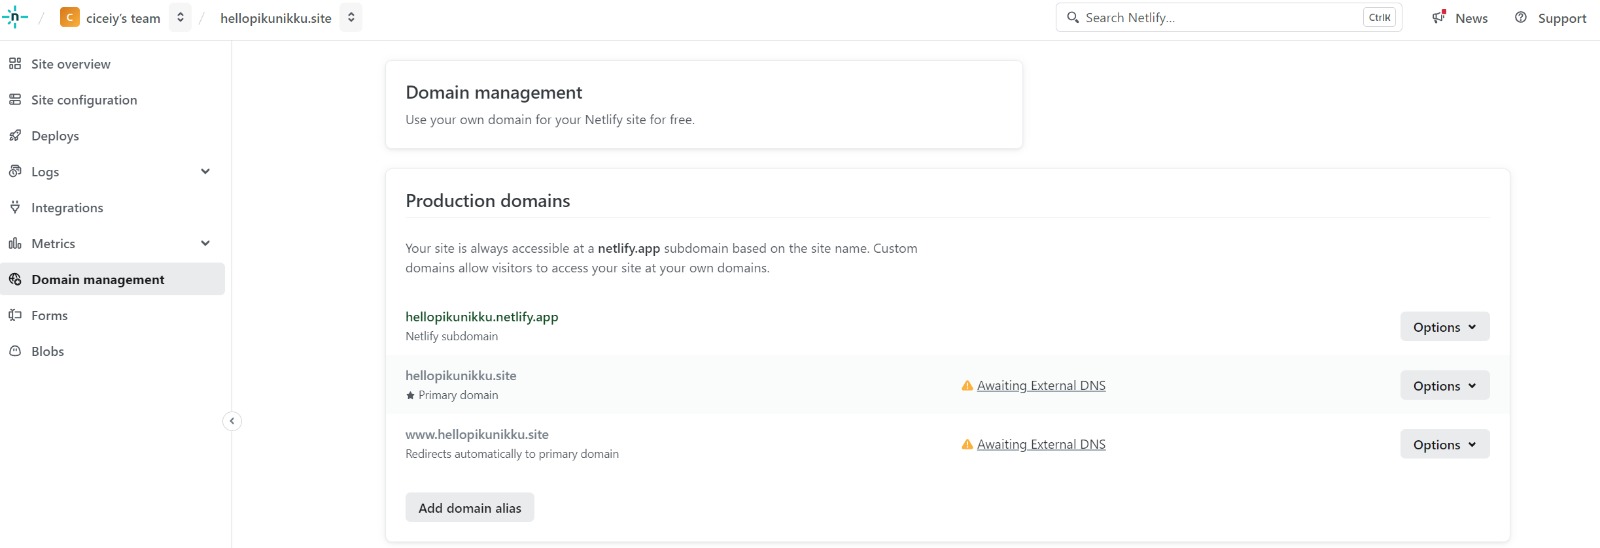 n / C ciceiy's team / hellopikunikku.site
Search Netlify... CtrlK News Support
Site overview
Site configuration
Deploys
Logs
Integrations
Metrics
Domain management
Forms
Blobs
Domain management
Use your own domain for your Netlify site for free.
Production domains
Your site is always accessible at a netlify.app subdomain based on the site name. Custom
domains allow visitors to access your site at your own domains.
hellopikunikku.netlify.app
Netlify subdomain
Options
hellopikunikku.site
★ Primary domain
Awaiting External DNS
Options
www.hellopikunikku.site
Redirects automatically to primary domain
Awaiting External DNS
Options
Add domain alias